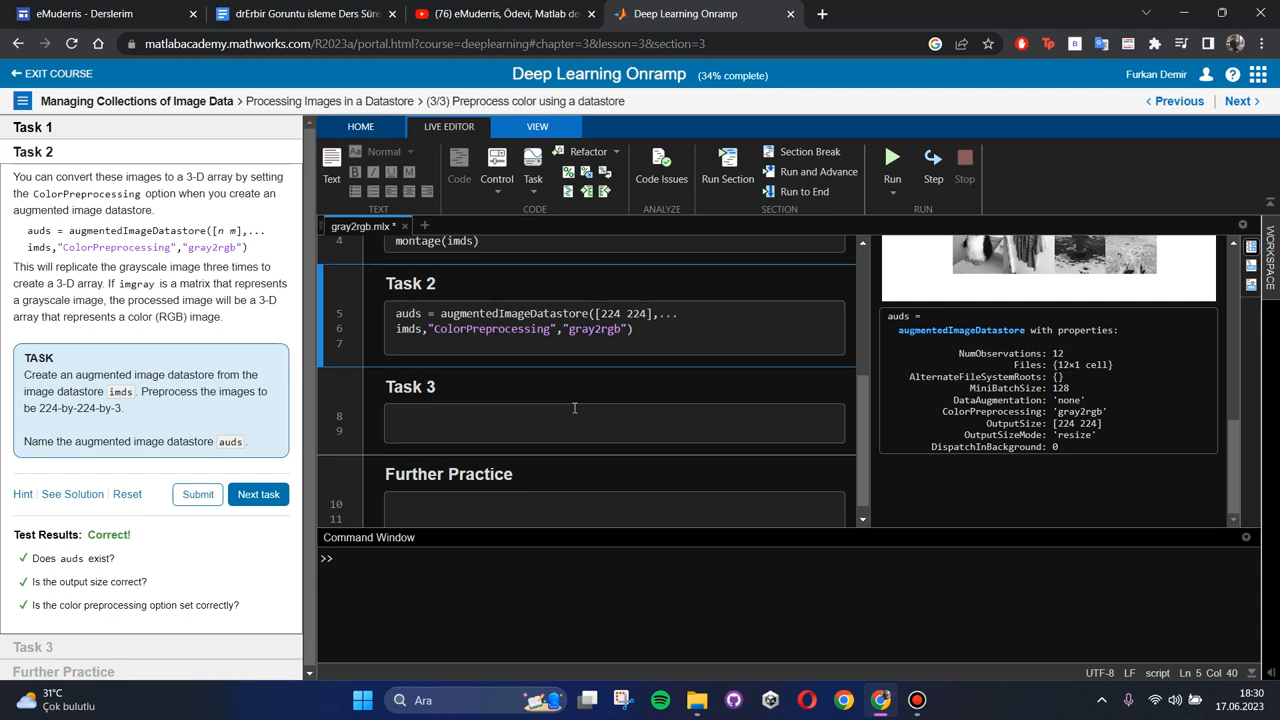 eMuderris - Derslerim
drErbir Goruntu isleme Ders Süre
(76) eMuderris, Ödevi, Matlab de
Deep Learning Onramp
matlabacademy.mathworks.com/R2023a/portal.html?course=deeplearning#chapter=3&lesson=3&section=3
EXIT COURSE
Deep Learning Onramp (34% complete)
Furkan Demir
Managing Collections of Image Data > Processing Images in a Datastore > (3/3) Preprocess color using a datastore
Previous
Next
Task 1
Task 2
You can convert these images to a 3-D array by setting
the ColorPreprocessing option when you create an
augmented image datastore.
auds = augmentedImageDatastore([n m],...
imds,"ColorPreprocessing","gray2rgb")
This will replicate the grayscale image three times to
create a 3-D array. If imgray is a matrix that represents
a grayscale image, the processed image will be a 3-D
array that represents a color (RGB) image.
TASK
Create an augmented image datastore from the
image datastore imds. Preprocess the images to
be 224-by-224-by-3.
Name the augmented image datastore auds.
Hint
See Solution
Reset
Submit
Next task
Test Results: Correct!
Does auds exist?
Is the output size correct?
Is the color preprocessing option set correctly?
Task 3
Further Practice
HOME
LIVE EDITOR
VIEW
Text
Aa Normal
B I U M
TEXT
Code
Control
Task
Refactor
CODE
Code Issues
ANALYZE
Run Section
Section Break
Run and Advance
Run to End
SECTION
Run
Step
Stop
RUN
gray2rgb.mlx *
4 montage(imds)
Task 2
5 auds = augmentedImageDatastore([224 224],...
6 imds,"ColorPreprocessing","gray2rgb")
7
Task 3
8
9
Further Practice
10
11
auds =
augmentedImageDatastore with properties:
NumObservations: 12
Files: {12×1 cell}
AlternateFileSystemRoots: {}
MiniBatchSize: 128
DataAugmentation: 'none'
ColorPreprocessing: 'gray2rgb'
OutputSize: [224 224]
OutputSizeMode: 'resize'
DispatchInBackground: 0
WORKSPACE
Command Window
>>
UTF-8 LF script Ln 5 Col 40
31°C
Çok bulutlu
Ara
18:30
17.06.2023